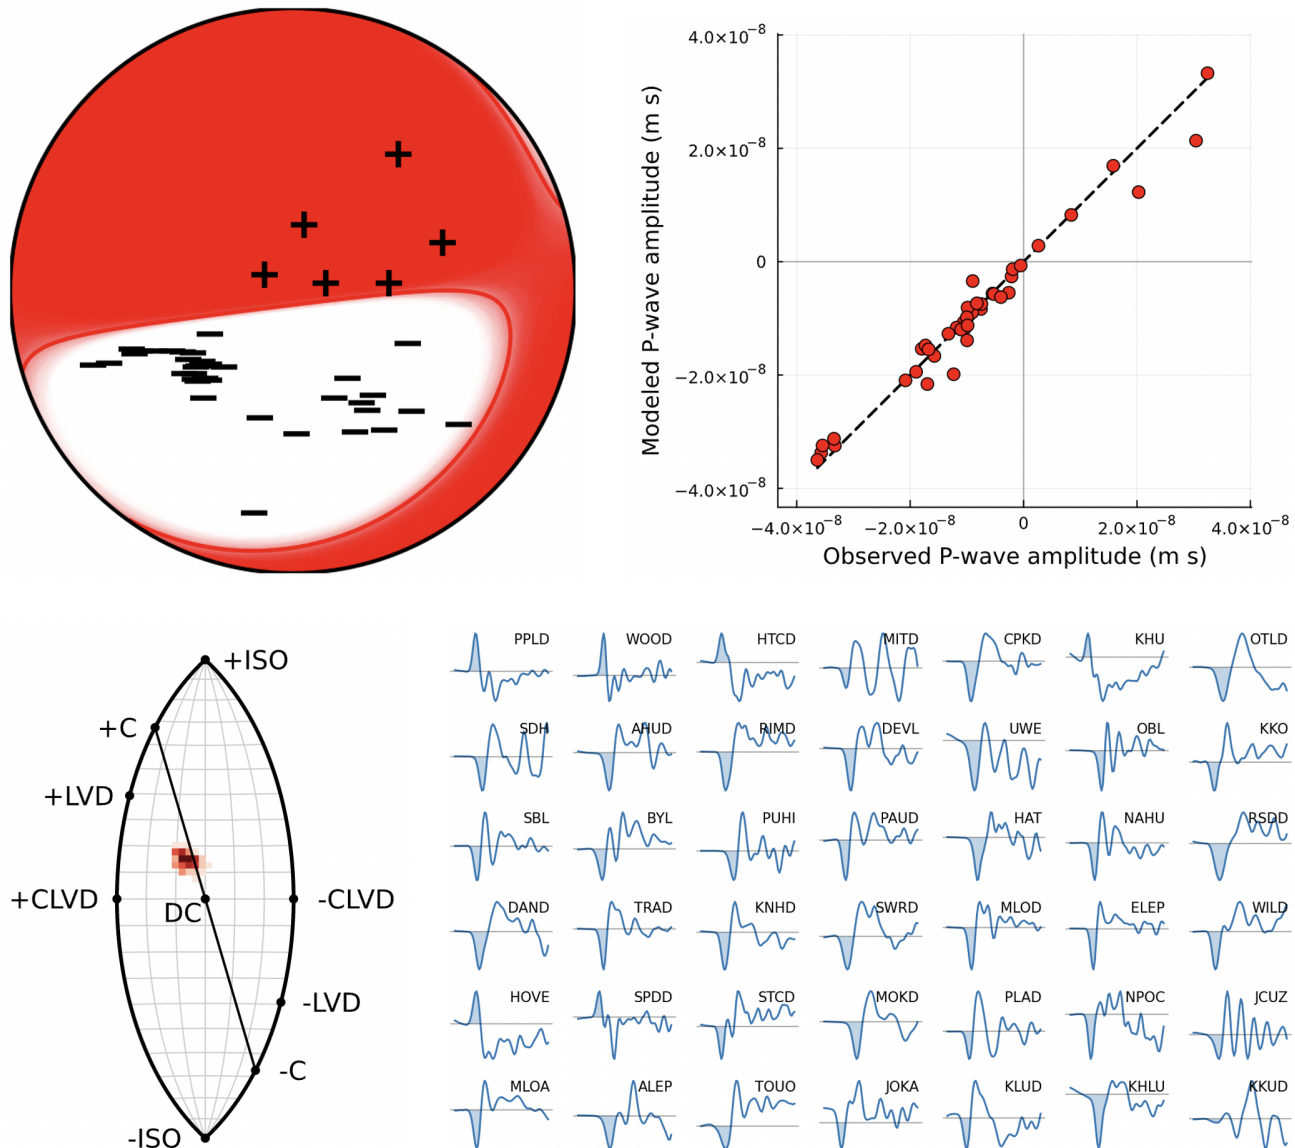 4.0×10⁻⁸
2.0×10⁻⁸
0
−2.0×10⁻⁸
−4.0×10⁻⁸
Modeled P-wave amplitude (m s)
−4.0×10⁻⁸ −2.0×10⁻⁸ 0 2.0×10⁻⁸ 4.0×10⁻⁸
Observed P-wave amplitude (m s)
+ISO
+C
+LVD
+CLVD
DC
-CLVD
-LVD
-C
-ISO
PPLD WOOD HTCD MITD CPKD KHU OTLD
SDH AHUD RIMD DEVL UWE OBL KKO
SBL BYL PUHI PAUD HAT NAHU RSDD
DAND TRAD KNHD SWRD MLOD ELEP WILD
HOVE SPDD STCD MOKD PLAD NPOC JCUZ
MLOA ALEP TOUO JOKA KLUD KHLU KKUD